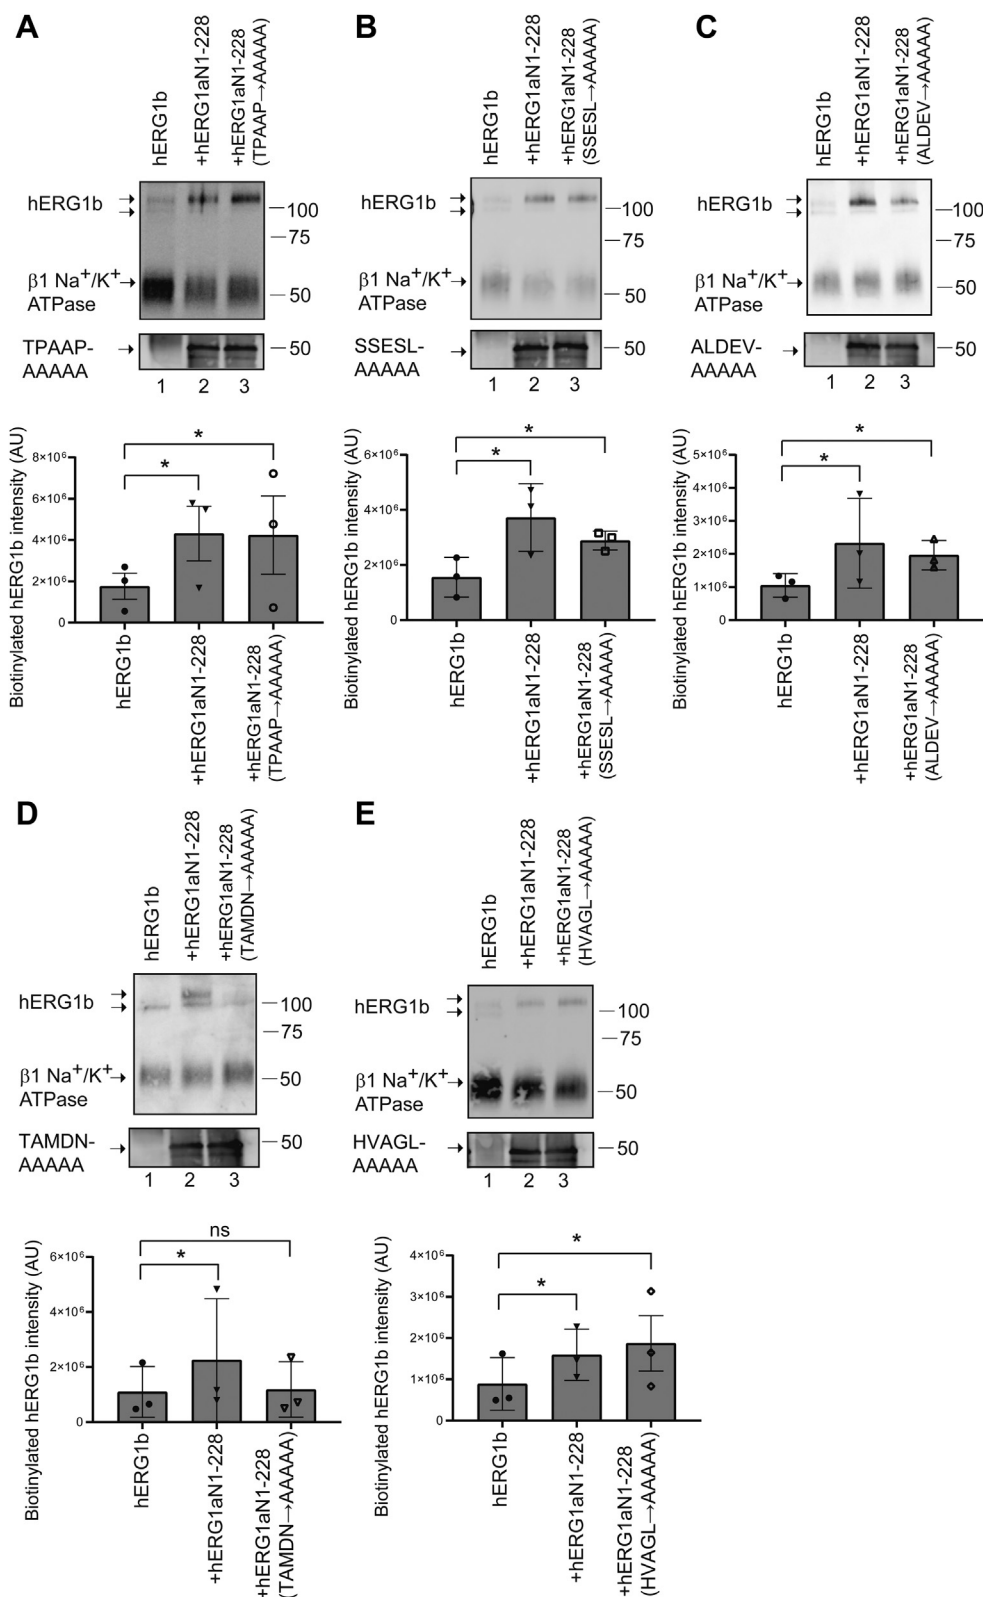 A
hERG1b
+hERG1aN1-228
+hERG1aN1-228
(TPAAP→AAAAA)
hERG1b
100
75
β1 Na⁺/K⁺
ATPase
50
TPAAP-
AAAAA
50
1 2 3
Biotinylated hERG1b intensity (AU)
8×10⁶
6×10⁶
4×10⁶
2×10⁶
0
*
*
hERG1b
+hERG1aN1-228
+hERG1aN1-228
(TPAAP→AAAAA)
B
hERG1b
+hERG1aN1-228
+hERG1aN1-228
(SSESL→AAAAA)
hERG1b
100
75
β1 Na⁺/K⁺
ATPase
50
SSESL-
AAAAA
50
1 2 3
Biotinylated hERG1b intensity (AU)
6×10⁶
4×10⁶
2×10⁶
0
*
*
hERG1b
+hERG1aN1-228
+hERG1aN1-228
(SSESL→AAAAA)
C
hERG1b
+hERG1aN1-228
+hERG1aN1-228
(ALDEV→AAAAA)
hERG1b
100
75
β1 Na⁺/K⁺
ATPase
50
ALDEV-
AAAAA
50
1 2 3
Biotinylated hERG1b intensity (AU)
5×10⁶
4×10⁶
3×10⁶
2×10⁶
1×10⁶
0
*
*
hERG1b
+hERG1aN1-228
+hERG1aN1-228
(ALDEV→AAAAA)
D
hERG1b
+hERG1aN1-228
+hERG1aN1-228
(TAMDN→AAAAA)
hERG1b
100
75
β1 Na⁺/K⁺
ATPase
50
TAMDN-
AAAAA
50
1 2 3
Biotinylated hERG1b intensity (AU)
6×10⁶
4×10⁶
2×10⁶
0
ns
*
hERG1b
+hERG1aN1-228
+hERG1aN1-228
(TAMDN→AAAAA)
E
hERG1b
+hERG1aN1-228
+hERG1aN1-228
(HVAGL→AAAAA)
hERG1b
100
75
β1 Na⁺/K⁺
ATPase
50
HVAGL-
AAAAA
50
1 2 3
Biotinylated hERG1b intensity (AU)
4×10⁶
3×10⁶
2×10⁶
1×10⁶
0
*
*
hERG1b
+hERG1aN1-228
+hERG1aN1-228
(HVAGL→AAAAA)